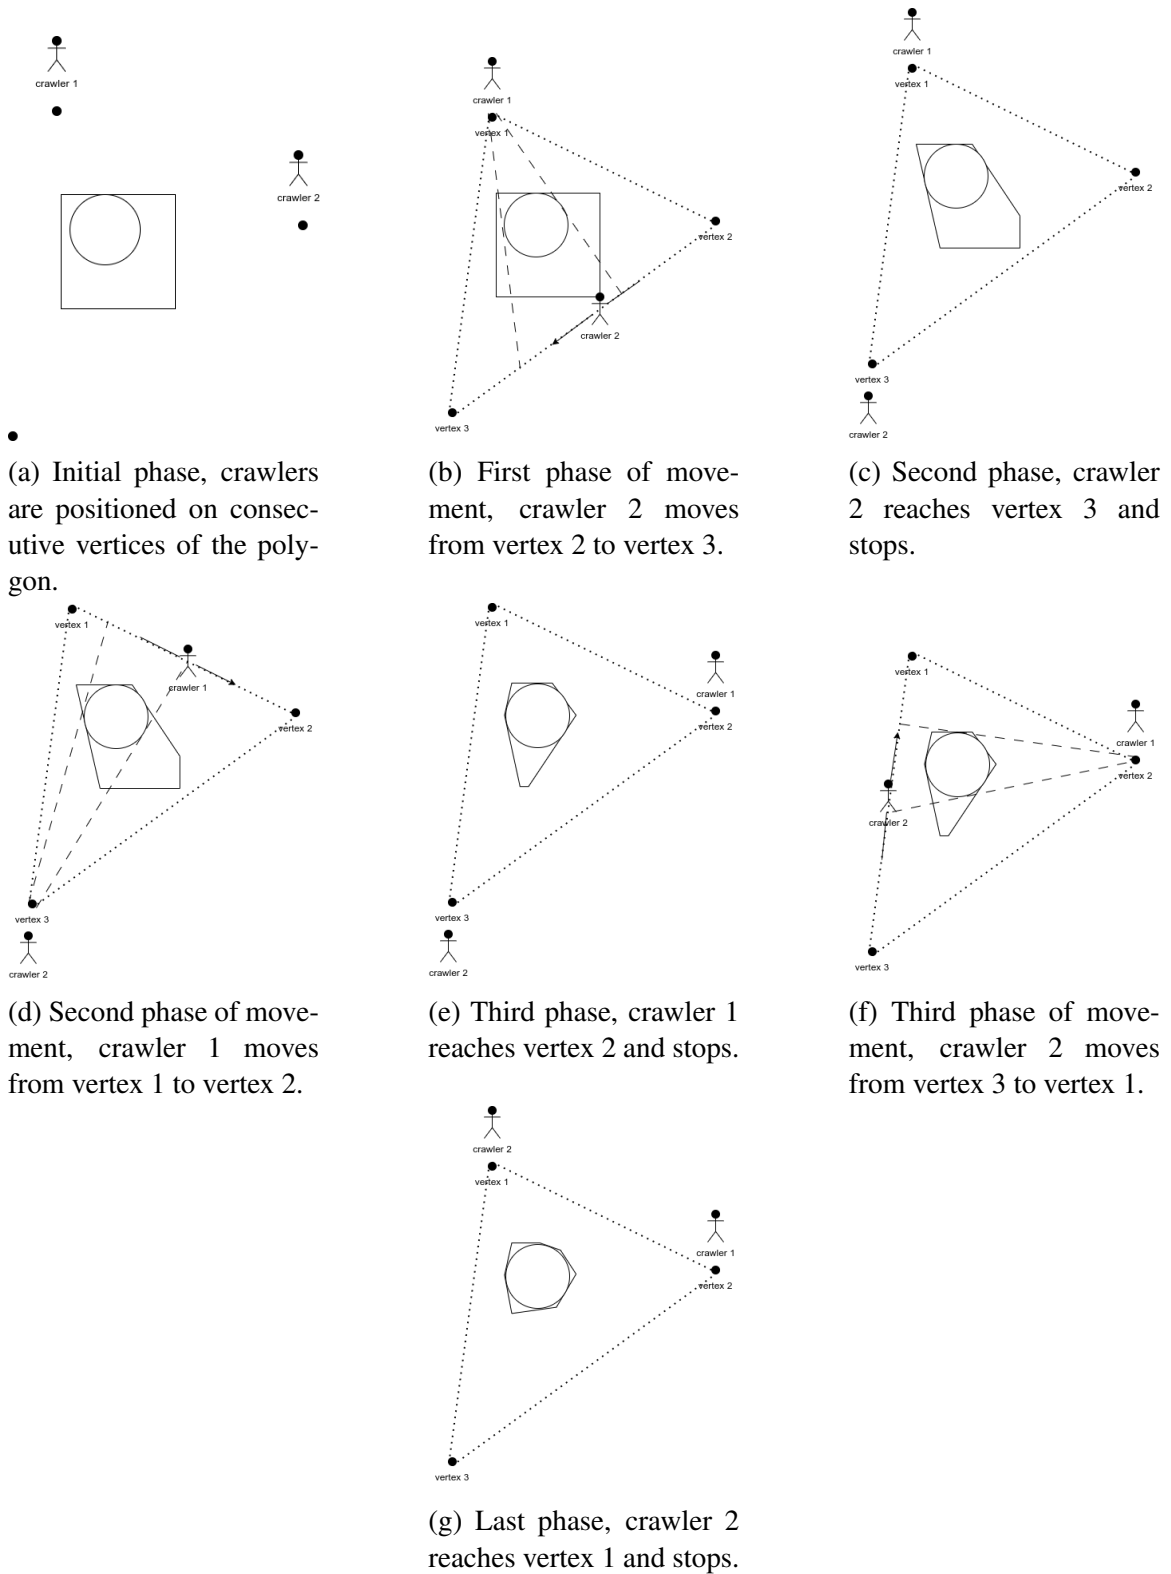 crawler 1
crawler 2
(a) Initial phase, crawlers
are positioned on consec-
utive vertices of the poly-
gon.
crawler 1
vertex 1
vertex 2
crawler 2
vertex 3
(b) First phase of move-
ment, crawler 2 moves
from vertex 2 to vertex 3.
crawler 1
vertex 1
vertex 2
vertex 3
crawler 2
(c) Second phase, crawler
2 reaches vertex 3 and
stops.
vertex 1
crawler 1
vertex 2
vertex 3
crawler 2
(d) Second phase of move-
ment, crawler 1 moves
from vertex 1 to vertex 2.
vertex 1
crawler 1
vertex 2
vertex 3
crawler 2
(e) Third phase, crawler 1
reaches vertex 2 and stops.
vertex 1
crawler 1
vertex 2
crawler 2
vertex 3
(f) Third phase of move-
ment, crawler 2 moves
from vertex 3 to vertex 1.
crawler 2
vertex 1
crawler 1
vertex 2
vertex 3
(g) Last phase, crawler 2
reaches vertex 1 and stops.